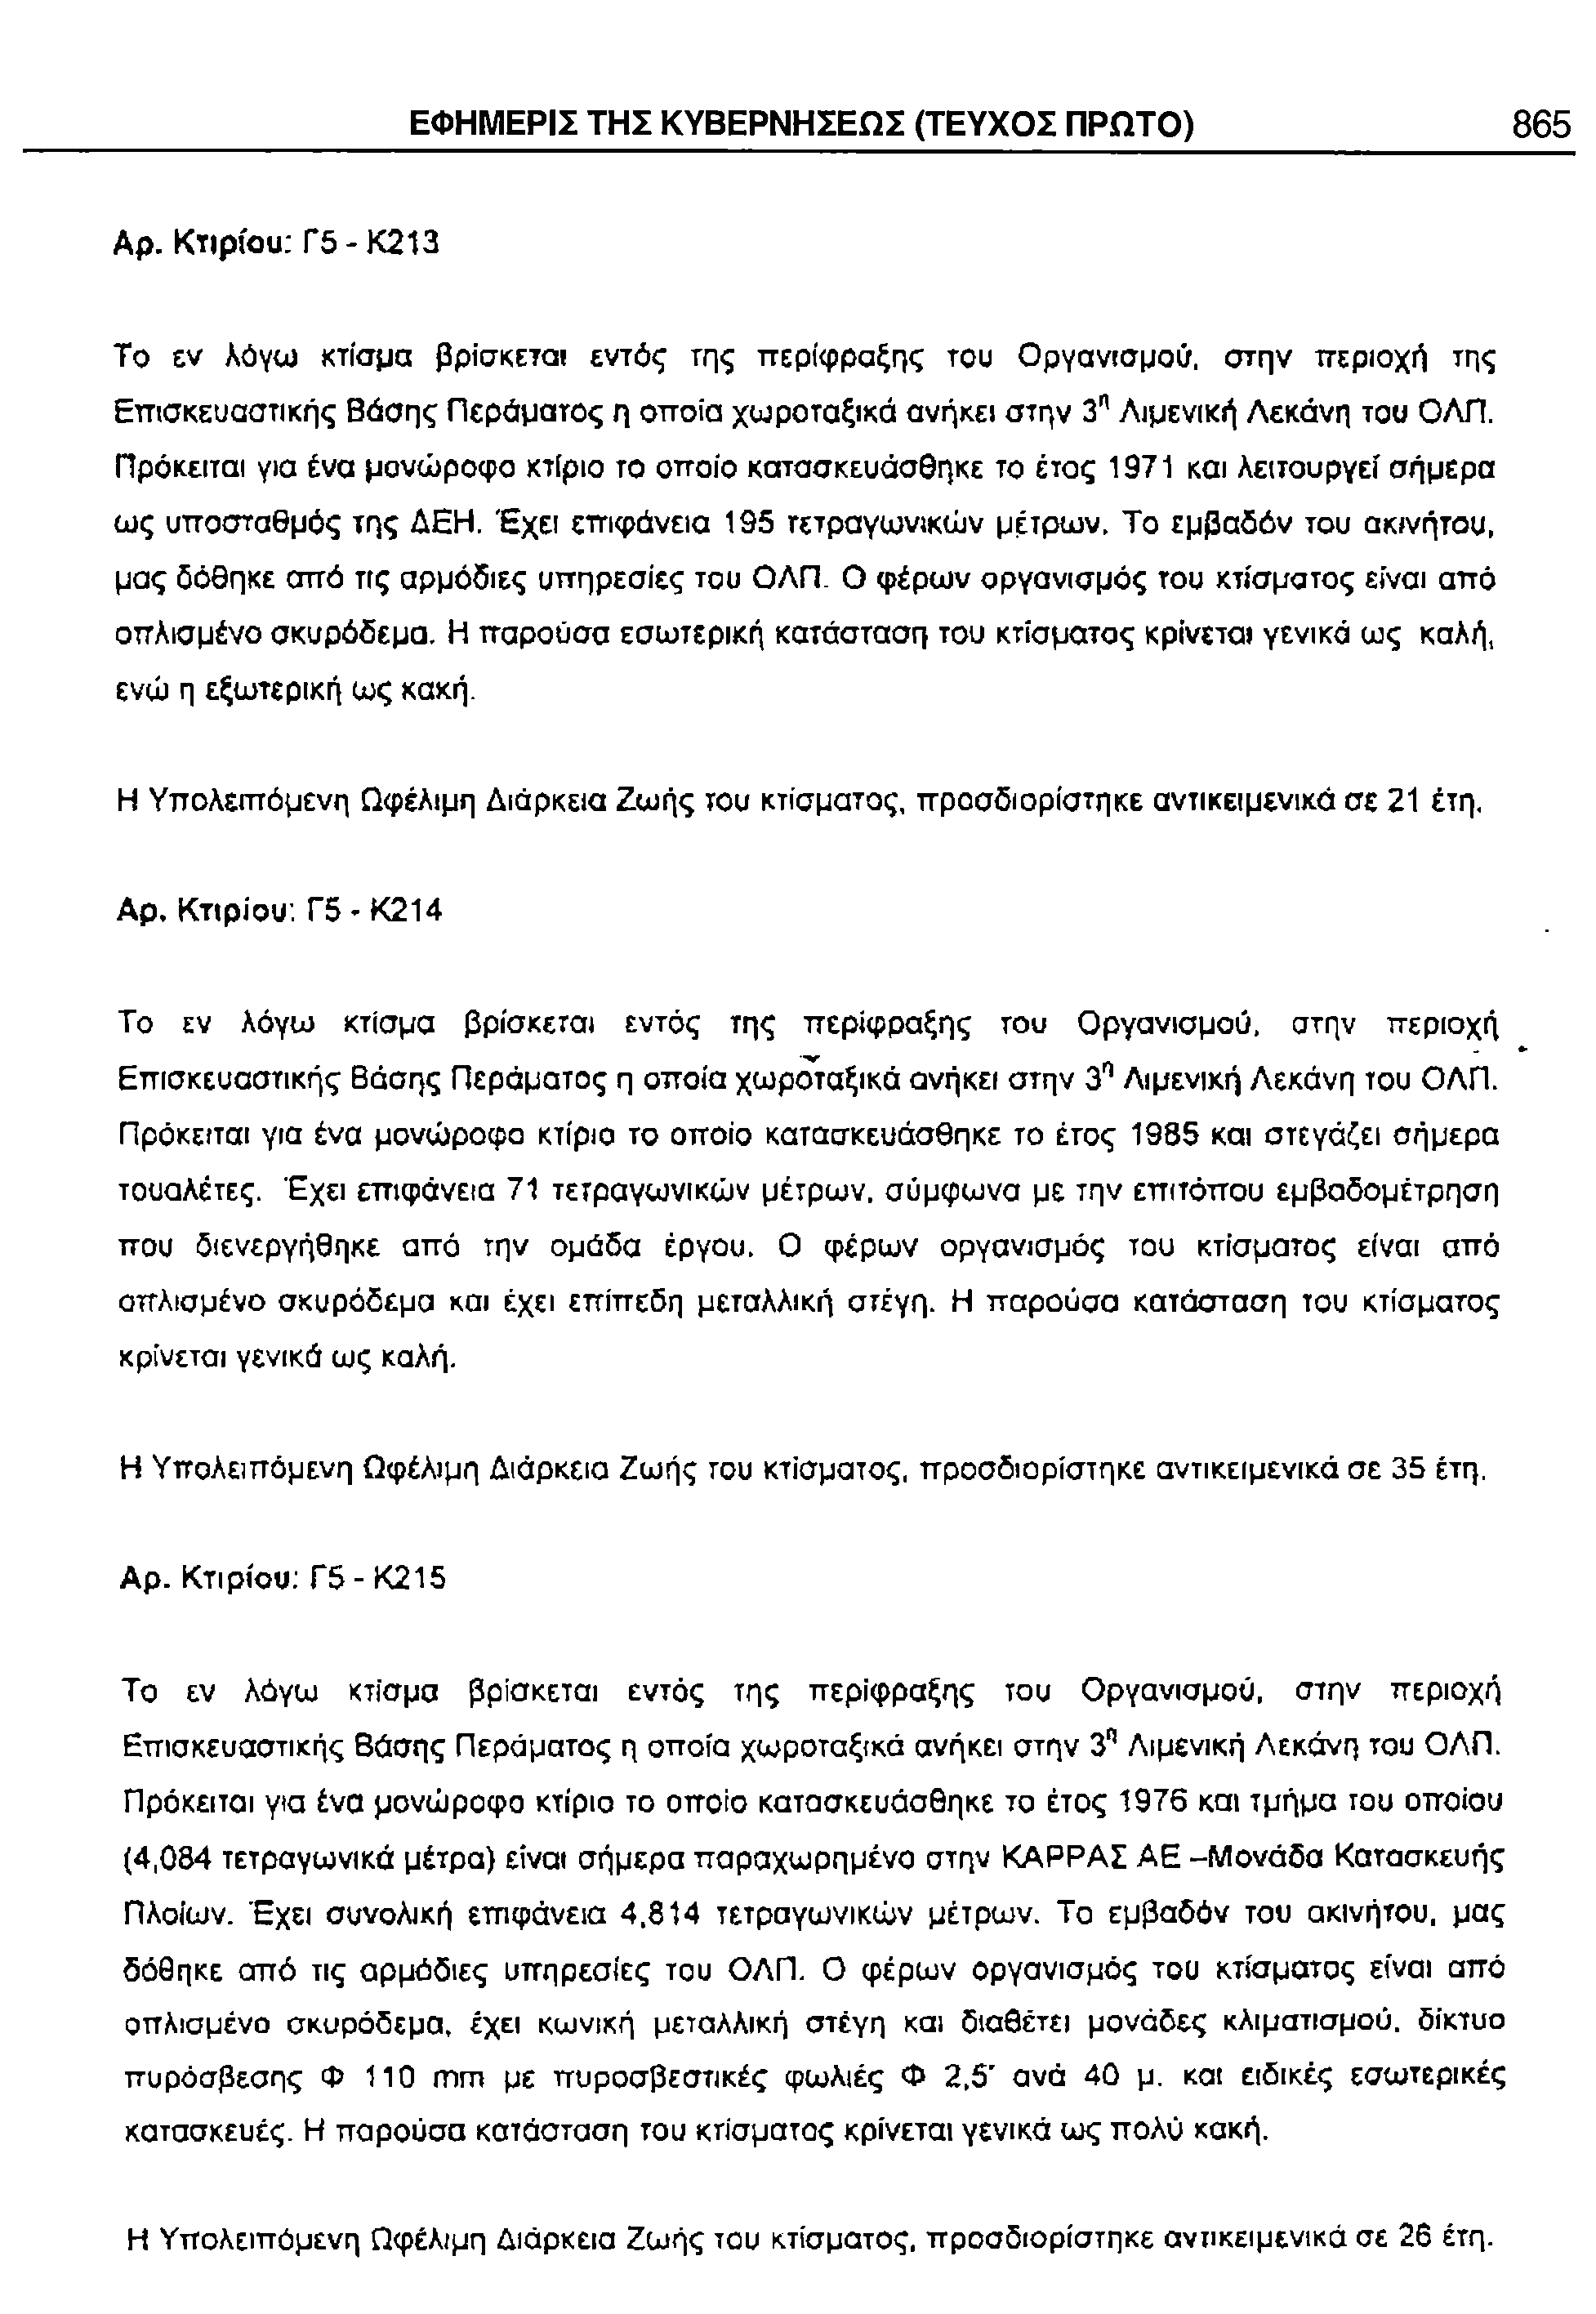 ΕΦΗΜΕΡΙΣ ΤΗΣ ΚΥΒΕΡΝΗΣΕΩΣ (ΤΕΥΧΟΣ ΠΡΩΤΟ) 865
Αρ. Κτιρίου: Γ5 - Κ213
Το εν λόγω κτίσμα βρίσκεται εντός της περίφραξης του Οργανισμού, στην περιοχή της
Επισκευαστικής Βάσης Περάματος η οποία χωροταξικά ανήκει στην 3η Λιμενική Λεκάνη του ΟΛΠ.
Πρόκειται για ένα μονώροφο κτίριο το οποίο κατασκευάσθηκε το έτος 1971 και λειτουργεί σήμερα
ως υποσταθμός της ΔΕΗ. Έχει επιφάνεια 195 τετραγωνικών μέτρων. Το εμβαδόν του ακινήτου,
μας δόθηκε από τις αρμόδιες υπηρεσίες του ΟΛΠ. Ο φέρων οργανισμός του κτίσματος είναι από
οπλισμένο σκυρόδεμα. Η παρούσα εσωτερική κατάσταση του κτίσματος κρίνεται γενικά ως καλή,
ενώ η εξωτερική ως κακή.
Η Υπολειπόμενη Ωφέλιμη Διάρκεια Ζωής του κτίσματος, προσδιορίστηκε αντικειμενικά σε 21 έτη.
Αρ. Κτιρίου: Γ5 - Κ214
Το εν λόγω κτίσμα βρίσκεται εντός της περίφραξης του Οργανισμού, στην περιοχή
Επισκευαστικής Βάσης Περάματος η οποία χωροταξικά ανήκει στην 3η Λιμενική Λεκάνη του ΟΛΠ.
Πρόκειται για ένα μονώροφο κτίριο το οποίο κατασκευάσθηκε το έτος 1985 και στεγάζει σήμερα
τουαλέτες. Έχει επιφάνεια 71 τετραγωνικών μέτρων, σύμφωνα με την επιτόπου εμβαδομέτρηση
που διενεργήθηκε από την ομάδα έργου. Ο φέρων οργανισμός του κτίσματος είναι από
οπλισμένο σκυρόδεμα και έχει επίπεδη μεταλλική στέγη. Η παρούσα κατάσταση του κτίσματος
κρίνεται γενικά ως καλή.
Η Υπολειπόμενη Ωφέλιμη Διάρκεια Ζωής του κτίσματος, προσδιορίστηκε αντικειμενικά σε 35 έτη.
Αρ. Κτιρίου: Γ5 - Κ215
Το εν λόγω κτίσμα βρίσκεται εντός της περίφραξης του Οργανισμού, στην περιοχή
Επισκευαστικής Βάσης Περάματος η οποία χωροταξικά ανήκει στην 3η Λιμενική Λεκάνη του ΟΛΠ.
Πρόκειται για ένα μονώροφο κτίριο το οποίο κατασκευάσθηκε το έτος 1976 και τμήμα του οποίου
(4,084 τετραγωνικά μέτρα) είναι σήμερα παραχωρημένο στην ΚΑΡΡΑΣ ΑΕ –Μονάδα Κατασκευής
Πλοίων. Έχει συνολική επιφάνεια 4,814 τετραγωνικών μέτρων. Το εμβαδόν του ακινήτου, μας
δόθηκε από τις αρμόδιες υπηρεσίες του ΟΛΠ. Ο φέρων οργανισμός του κτίσματος είναι από
οπλισμένο σκυρόδεμα, έχει κωνική μεταλλική στέγη και διαθέτει μονάδες κλιματισμού, δίκτυο
πυρόσβεσης Φ 110 mm με πυροσβεστικές φωλιές Φ 2,5' ανά 40 μ. και ειδικές εσωτερικές
κατασκευές. Η παρούσα κατάσταση του κτίσματος κρίνεται γενικά ως πολύ κακή.
Η Υπολειπόμενη Ωφέλιμη Διάρκεια Ζωής του κτίσματος, προσδιορίστηκε αντικειμενικά σε 26 έτη.